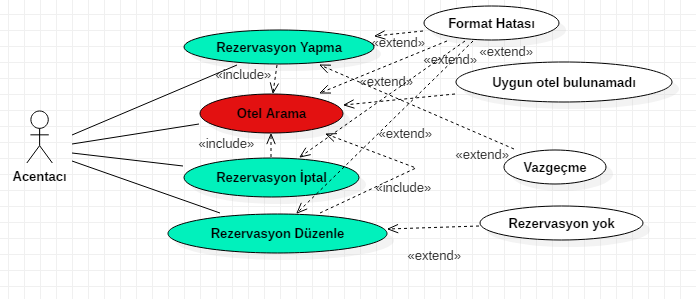 Format Hatası
Rezervasyon Yapma
«extend»
«extend»
«extend»
«include»
«extend»
Uygun otel bulunamadı
Otel Arama
«extend»
«include»
«extend»
Vazgeçme
Acentacı
Rezervasyon İptal
«include»
Rezervasyon yok
Rezervasyon Düzenle
«extend»